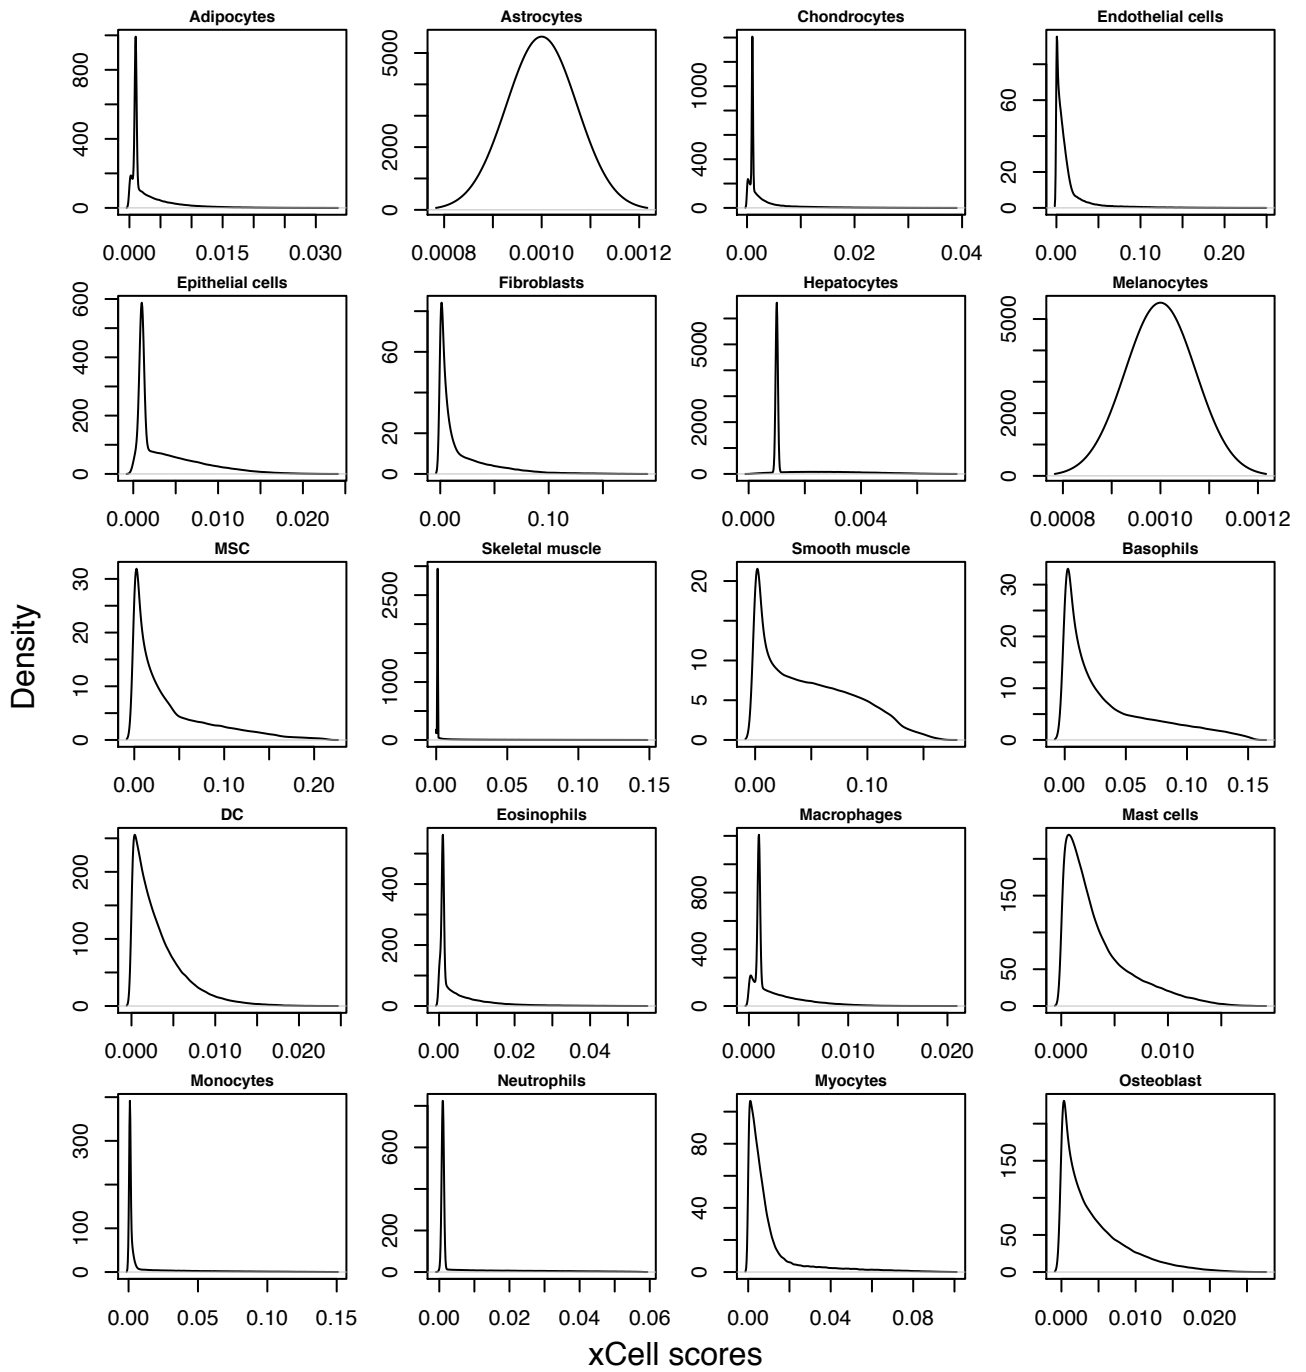 Adipocytes Astrocytes Chondrocytes Endothelial cells
0 400 800 0 2000 5000 0 400 1000 0 20 60
0.000 0.015 0.030 0.0008 0.0010 0.0012 0.00 0.02 0.04 0.00 0.10 0.20
Epithelial cells Fibroblasts Hepatocytes Melanocytes
0 200 400 600 0 20 60 0 2000 5000 0 2000 5000
0.000 0.010 0.020 0.00 0.10 0.000 0.004 0.0008 0.0010 0.0012
MSC Skeletal muscle Smooth muscle Basophils
0 10 20 30 0 1000 2500 0 5 10 20 0 10 20 30
0.00 0.10 0.20 0.00 0.05 0.10 0.15 0.00 0.10 0.00 0.05 0.10 0.15
Density
DC Eosinophils Macrophages Mast cells
0 100 200 0 200 400 0 400 800 0 50 150
0.000 0.010 0.020 0.00 0.02 0.04 0.000 0.010 0.020 0.000 0.010
Monocytes Neutrophils Myocytes Osteoblast
0 100 300 0 200 600 0 40 80 0 50 150
0.00 0.05 0.10 0.15 0.00 0.02 0.04 0.06 0.00 0.04 0.08 0.000 0.010 0.020
xCell scores